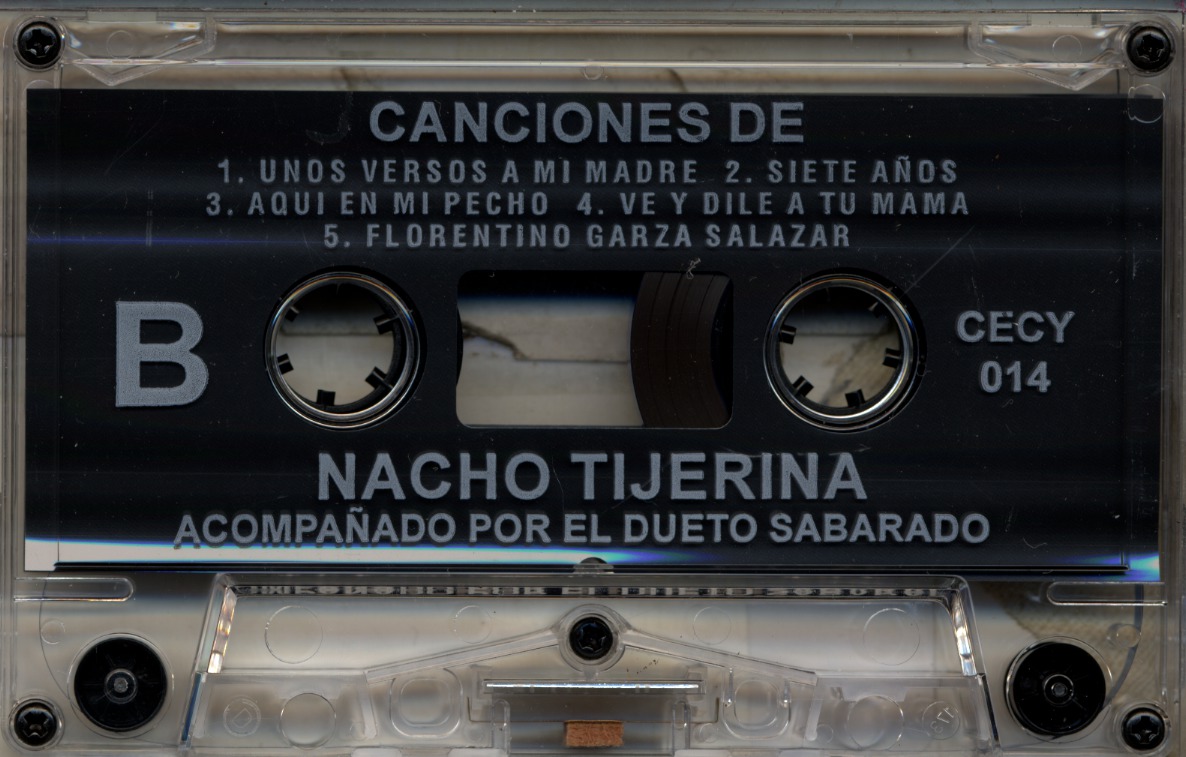 CANCIONES DE
1. UNOS VERSOS A MI MADRE 2. SIETE AÑOS
3. AQUI EN MI PECHO 4. VE Y DILE A TU MAMA
5. FLORENTINO GARZA SALAZAR
B
CECY
014
NACHO TIJERINA
ACOMPAÑADO POR EL DUETO SABARADO